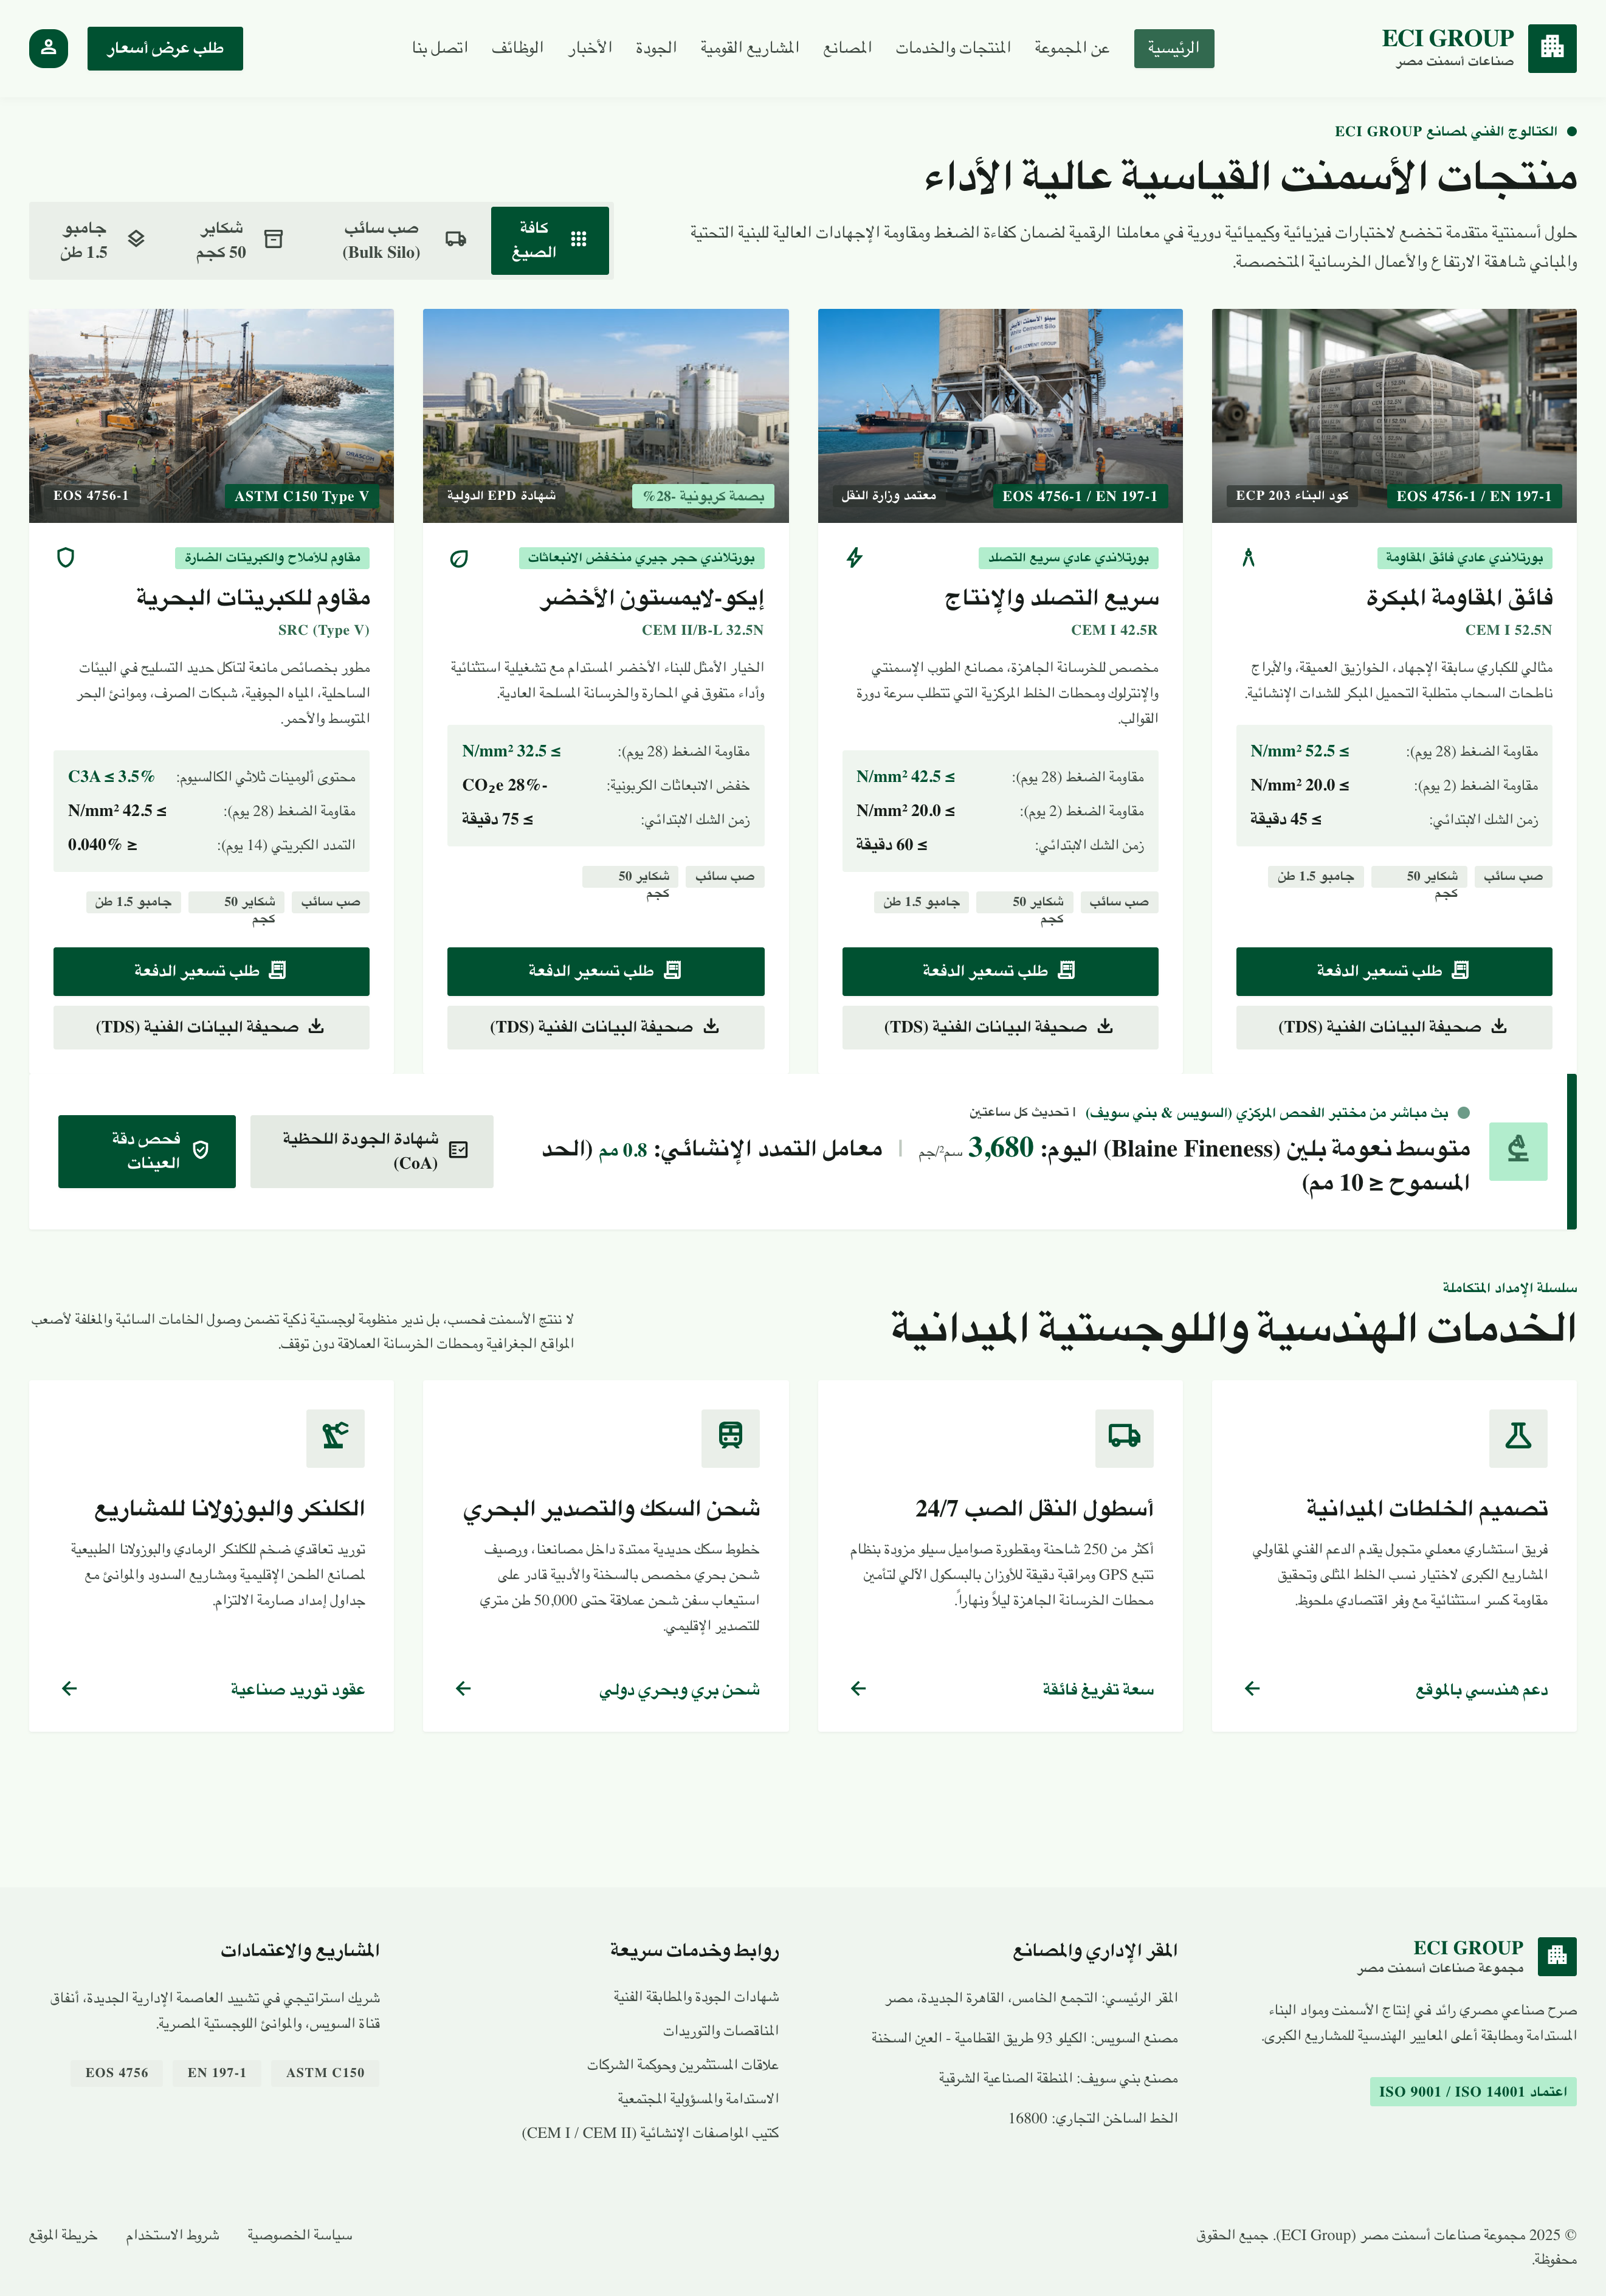 ECI GROUP
صناعات أسمنت مصر
الرئيسية
عن المجموعة
المنتجات والخدمات
المصانع
المشاريع القومية
الجودة
الأخبار
الوظائف
اتصل بنا
طلب عرض أسعار
الكتالوج الفني لمصانع ECI GROUP
منتجات الأسمنت القياسية عالية الأداء
حلول أسمنتية متقدمة تخضع لاختبارات فيزيائية وكيميائية دورية في معاملنا الرقمية لضمان كفاءة الضغط ومقاومة الإجهادات العالية للبنية التحتية
والمباني شاهقة الارتفاع والأعمال الخرسانية المتخصصة.
كافة
الصيغ
صب سائب
(Bulk Silo)
شكاير
50 كجم
جامبو
1.5 طن
EOS 4756-1 / EN 197-1
كود البناء ECP 203
بورتلاندي عادي فائق المقاومة
فائق المقاومة المبكرة
CEM I 52.5N
مثالي للكباري سابقة الإجهاد، الخوازيق العميقة، والأبراج
ناطحات السحاب متطلبة التحميل المبكر للشدات الإنشائية.
مقاومة الضغط (28 يوم):
≥ 52.5 N/mm²
مقاومة الضغط (2 يوم):
≥ 20.0 N/mm²
زمن الشك الابتدائي:
≥ 45 دقيقة
صب سائب
شكاير 50
كجم
جامبو 1.5 طن
طلب تسعير الدفعة
صحيفة البيانات الفنية (TDS)
EOS 4756-1 / EN 197-1
معتمد وزارة النقل
بورتلاندي عادي سريع التصلد
سريع التصلد والإنتاج
CEM I 42.5R
مخصص للخرسانة الجاهزة، مصانع الطوب الإسمنتي
والإنترلوك ومحطات الخلط المركزية التي تتطلب سرعة دورة
القوالب.
مقاومة الضغط (28 يوم):
≥ 42.5 N/mm²
مقاومة الضغط (2 يوم):
≥ 20.0 N/mm²
زمن الشك الابتدائي:
≥ 60 دقيقة
صب سائب
شكاير 50
كجم
جامبو 1.5 طن
طلب تسعير الدفعة
صحيفة البيانات الفنية (TDS)
بصمة كربونية -28%
شهادة EPD الدولية
بورتلاندي حجر جيري منخفض الانبعاثات
إيكو-لايمستون الأخضر
CEM II/B-L 32.5N
الخيار الأمثل للبناء الأخضر المستدام مع تشغيلية استثنائية
وأداء متفوق في المحارة والخرسانة المسلحة العادية.
مقاومة الضغط (28 يوم):
≥ 32.5 N/mm²
خفض الانبعاثات الكربونية:
-28% CO₂e
زمن الشك الابتدائي:
≥ 75 دقيقة
صب سائب
شكاير 50
كجم
طلب تسعير الدفعة
صحيفة البيانات الفنية (TDS)
ASTM C150 Type V
EOS 4756-1
مقاوم للأملاح والكبريتات الضارة
مقاوم للكبريتات البحرية
SRC (Type V)
مطور بخصائص مانعة لتآكل حديد التسليح في البيئات
الساحلية، المياه الجوفية، شبكات الصرف، وموانئ البحر
المتوسط والأحمر.
محتوى ألومينات ثلاثي الكالسيوم:
C3A ≤ 3.5%
مقاومة الضغط (28 يوم):
≥ 42.5 N/mm²
التمدد الكبريتي (14 يوم):
≤ 0.040%
صب سائب
شكاير 50
كجم
جامبو 1.5 طن
طلب تسعير الدفعة
صحيفة البيانات الفنية (TDS)
بث مباشر من مختبر الفحص المركزي (السويس & بني سويف) | تحديث كل ساعتين
متوسط نعومة بلين (Blaine Fineness) اليوم: 3,680 سم²/جم | معامل التمدد الإنشائي: 0.8 مم (الحد
المسموح ≤ 10 مم)
شهادة الجودة اللحظية
(CoA)
فحص دقة
العينات
سلسلة الإمداد المتكاملة
الخدمات الهندسية واللوجستية الميدانية
لا ننتج الأسمنت فحسب، بل ندير منظومة لوجستية ذكية تضمن وصول الخامات السائبة والمغلفة لأصعب
المواقع الجغرافية ومحطات الخرسانة العملاقة دون توقف.
تصميم الخلطات الميدانية
فريق استشاري معملي متجول يقدم الدعم الفني لمقاولي
المشاريع الكبرى لاختيار نسب الخلط المثلى وتحقيق
مقاومة كسر استثنائية مع وفر اقتصادي ملحوظ.
دعم هندسي بالموقع
أسطول النقل الصب 24/7
أكثر من 250 شاحنة ومقطورة صواميل سيلو مزودة بنظام
تتبع GPS ومراقبة دقيقة للأوزان بالبسكول الآلي لتأمين
محطات الخرسانة الجاهزة ليلاً ونهاراً.
سعة تفريغ فائقة
شحن السكك والتصدير البحري
خطوط سكك حديدية ممتدة داخل مصانعنا، ورصيف
شحن بحري مخصص بالسخنة والأدبية قادر على
استيعاب سفن شحن عملاقة حتى 50,000 طن متري
للتصدير الإقليمي.
شحن بري وبحري دولي
الكلنكر والبوزولانا للمشاريع
توريد تعاقدي ضخم للكلنكر الرمادي والبوزولانا الطبيعية
لمصانع الطحن الإقليمية ومشاريع السدود والموانئ مع
جداول إمداد صارمة الالتزام.
عقود توريد صناعية
ECI GROUP
مجموعة صناعات أسمنت مصر
صرح صناعي مصري رائد في إنتاج الأسمنت ومواد البناء
المستدامة ومطابقة أعلى المعايير الهندسية للمشاريع الكبرى.
اعتماد ISO 9001 / ISO 14001
المقر الإداري والمصانع
المقر الرئيسي: التجمع الخامس، القاهرة الجديدة، مصر
مصنع السويس: الكيلو 93 طريق القطامية - العين السخنة
مصنع بني سويف: المنطقة الصناعية الشرقية
الخط الساخن التجاري: 16800
روابط وخدمات سريعة
شهادات الجودة والمطابقة الفنية
المناقصات والتوريدات
علاقات المستثمرين وحوكمة الشركات
الاستدامة والمسؤولية المجتمعية
كتيب المواصفات الإنشائية (CEM I / CEM II)
المشاريع والاعتمادات
شريك استراتيجي في تشييد العاصمة الإدارية الجديدة، أنفاق
قناة السويس، والموانئ اللوجستية المصرية.
ASTM C150
EN 197-1
EOS 4756
© 2025 مجموعة صناعات أسمنت مصر (ECI Group). جميع الحقوق
محفوظة.
سياسة الخصوصية
شروط الاستخدام
خريطة الموقع